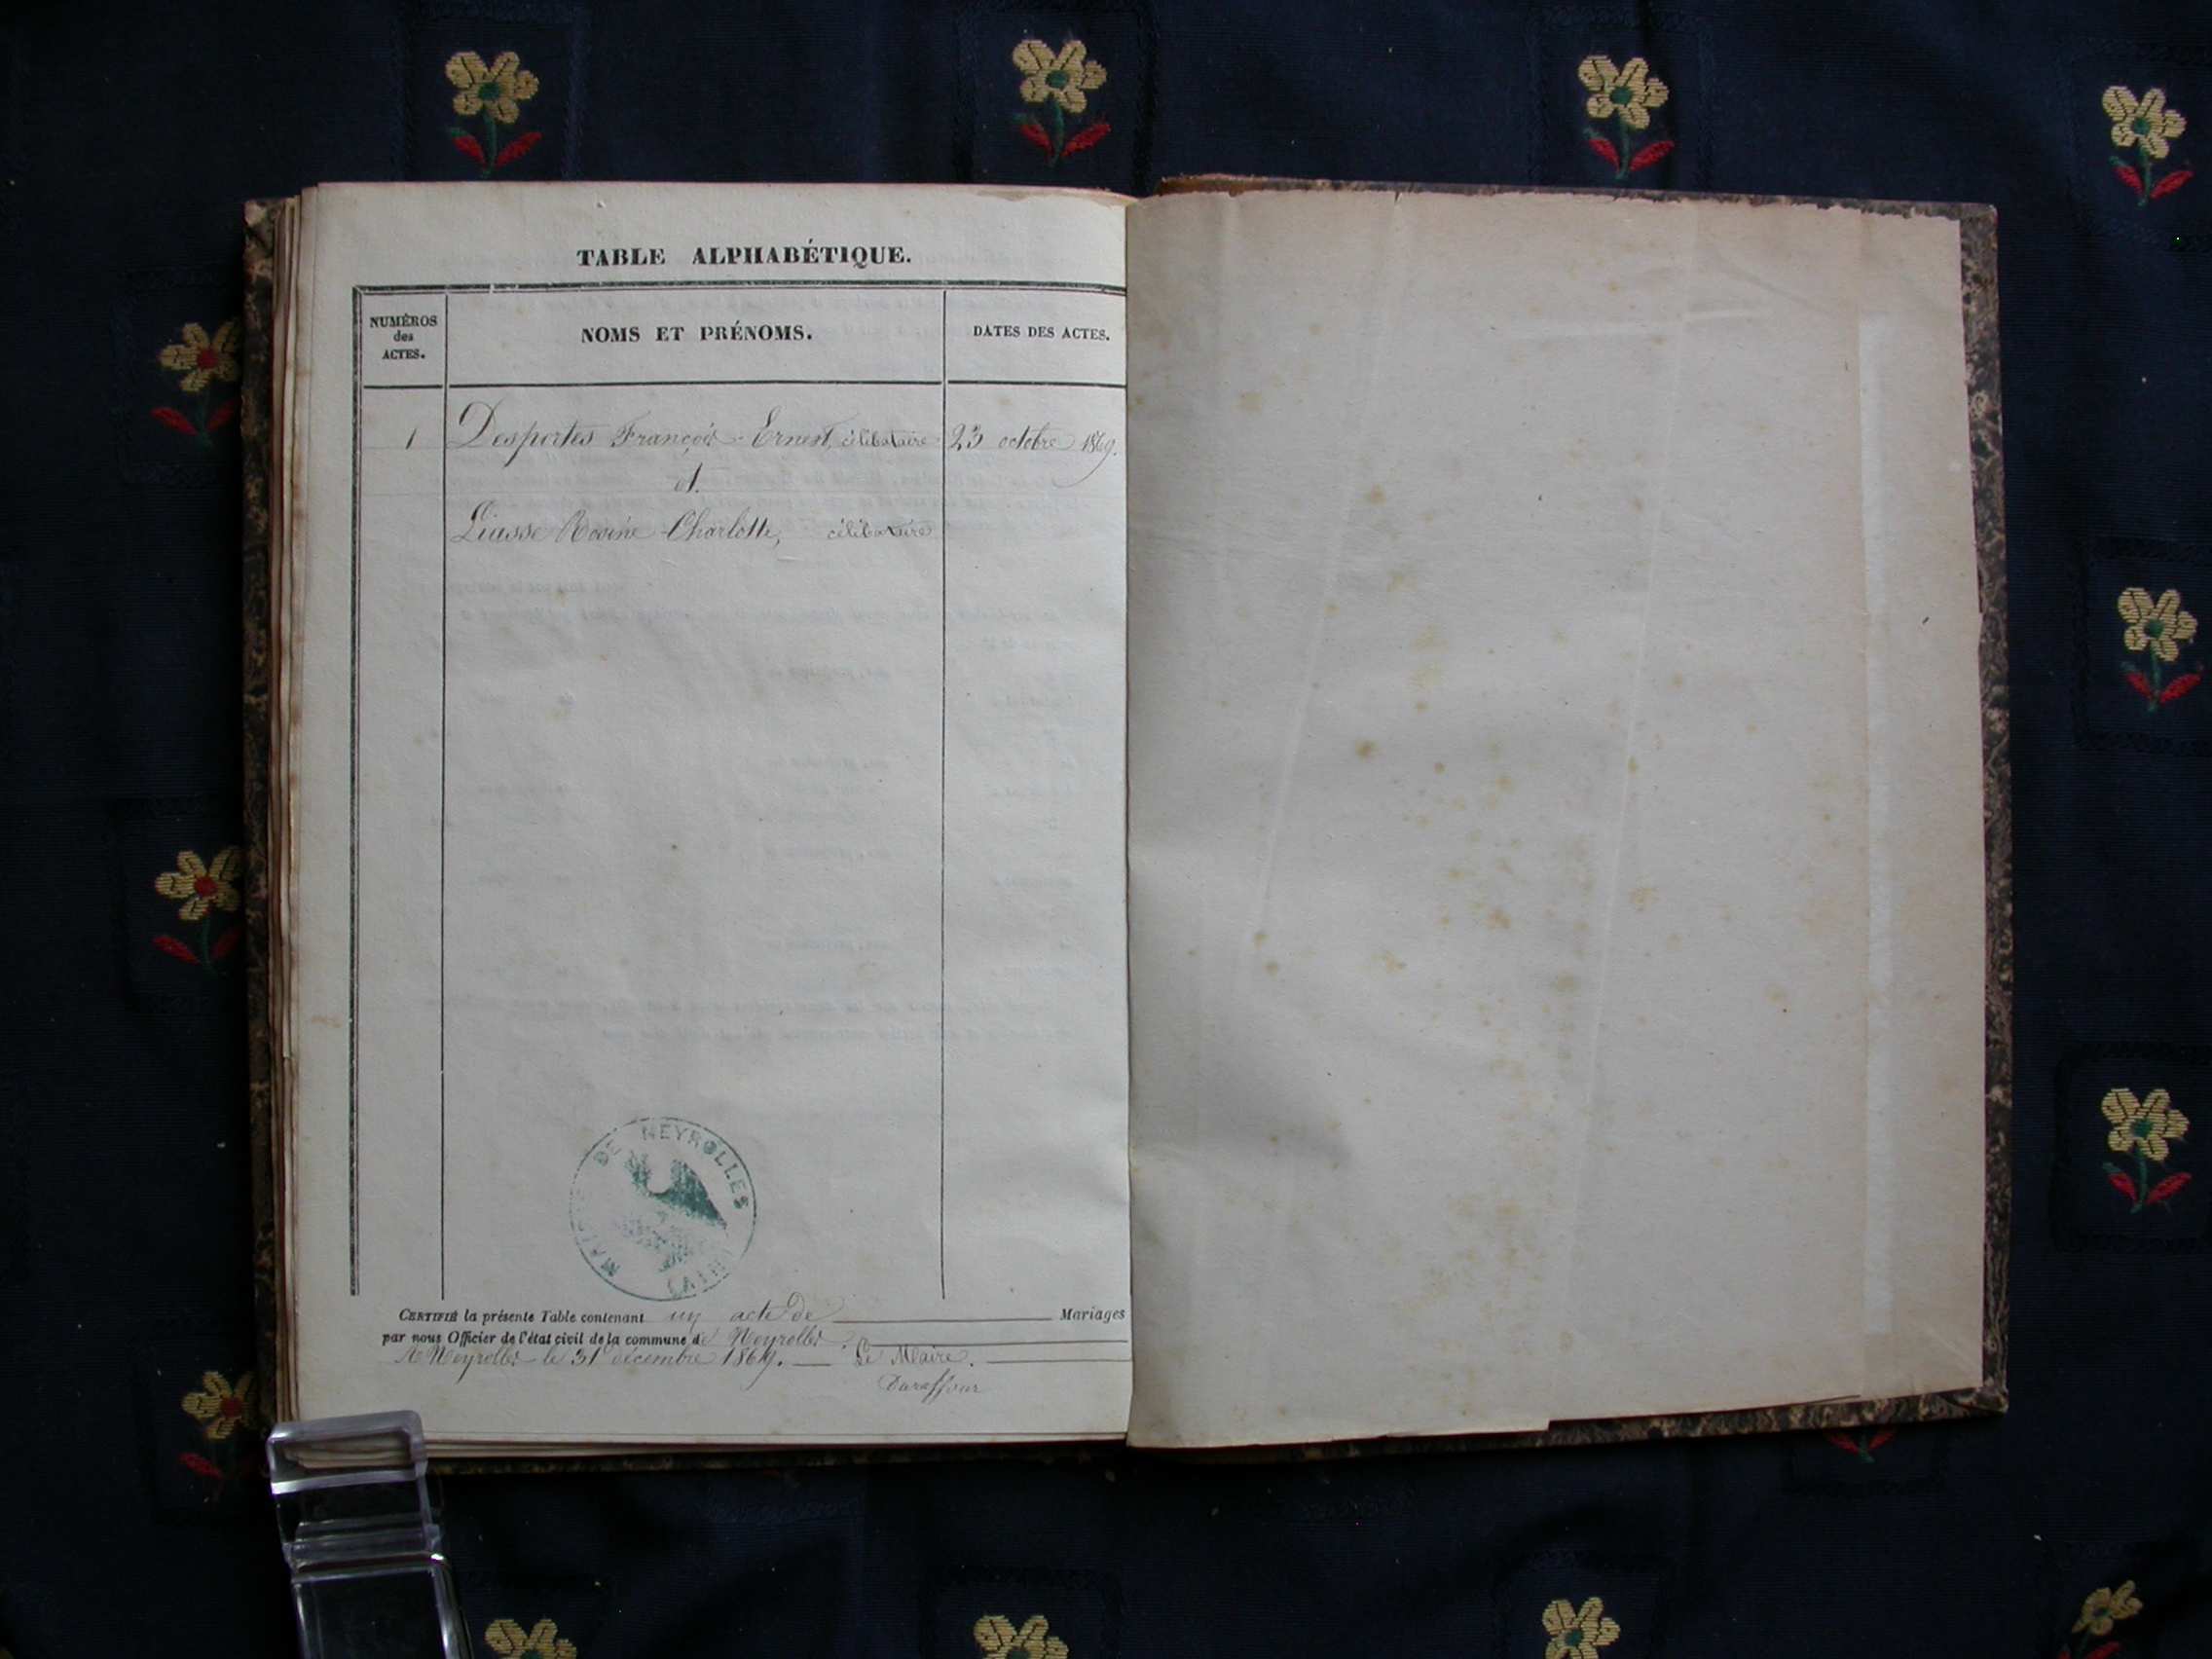 TABLE ALPHABÉTIQUE.
NUMÉROS
des
ACTES.
NOMS ET PRÉNOMS.
DATES DES ACTES.
1 Desportes François-Ernest, célibataire 23 octobre 1869.
et
Liasse Rosine-Charlotte, célibataire
MAIRIE DE NEYROLLES
(AIN)
CERTIFIÉ la présente Table contenant un acte de Mariages
par nous Officier de l'état civil de la commune de Neyrolles.
A Neyrolles le 31 décembre 1869. Le Maire.
Duraffour